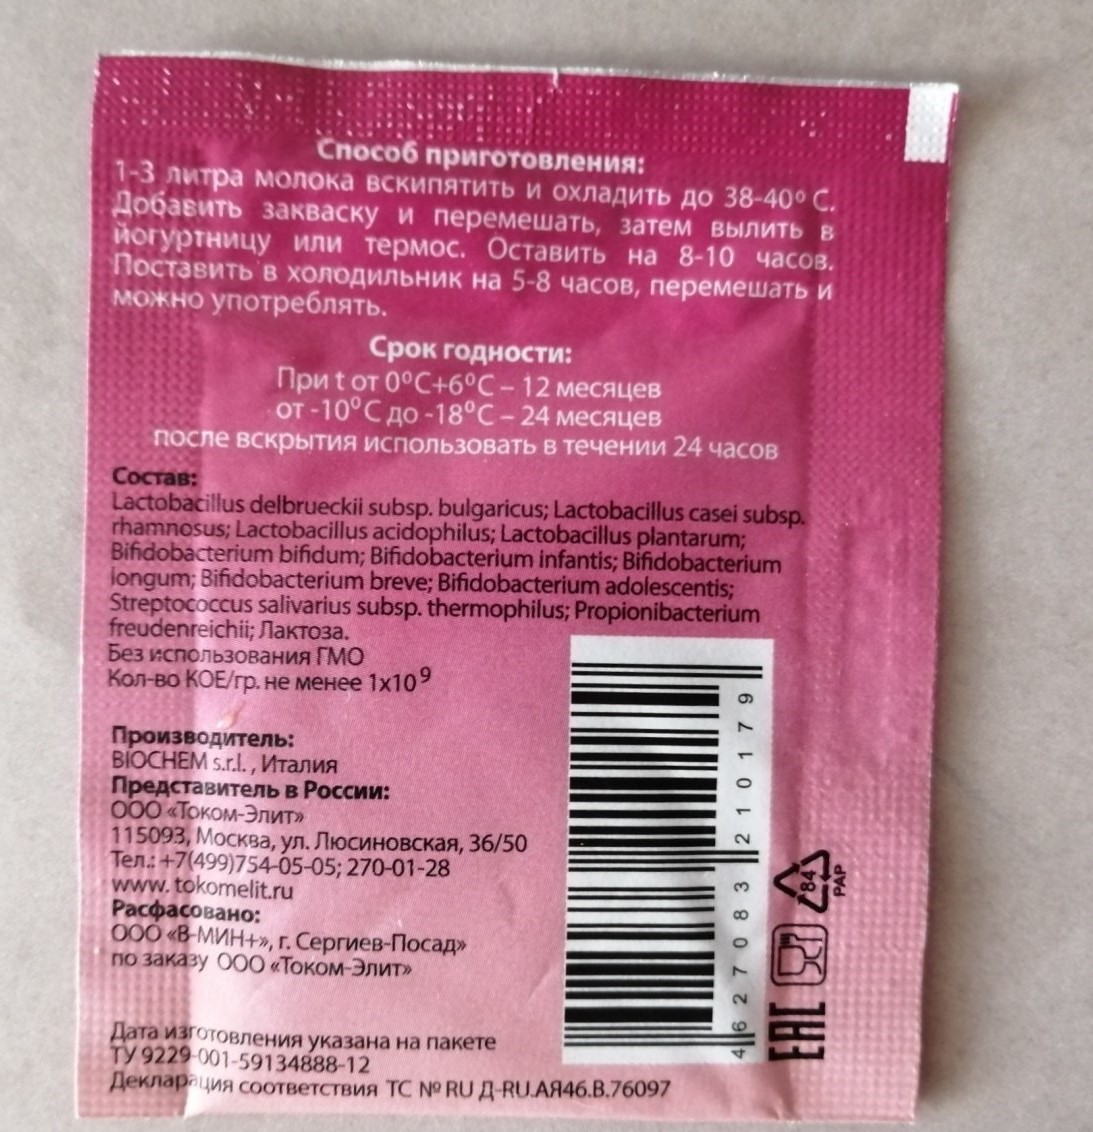 Способ приготовления:
1-3 литра молока вскипятить и охладить до 38-40º С.
Добавить закваску и перемешать, затем вылить в
йогуртницу или термос. Оставить на 8-10 часов.
Поставить в холодильник на 5-8 часов, перемешать и
можно употреблять.
Срок годности:
При t от 0⁰С+6⁰С – 12 месяцев
от -10⁰С до -18⁰С – 24 месяцев
после вскрытия использовать в течении 24 часов
Состав:
Lactobacillus delbrueckii subsp. bulgaricus; Lactobacillus casei subsp.
rhamnosus; Lactobacillus acidophilus; Lactobacillus plantarum;
Bifidobacterium bifidum; Bifidobacterium infantis; Bifidobacterium
longum; Bifidobacterium breve; Bifidobacterium adolescentis;
Streptococcus salivarius subsp. thermophilus; Propionibacterium
freudenreichii; Лактоза.
Без использования ГМО
Кол-во КОЕ/гр. не менее 1х10⁹
Производитель:
BIOCHEM s.r.l. , Италия
Представитель в России:
ООО «Током-Элит»
115093, Москва, ул. Люсиновская, 36/50
Тел.: +7(499)754-05-05; 270-01-28
www. tokomelit.ru
Расфасовано:
ООО «В-МИН+», г. Сергиев-Посад»
по заказу ООО «Током-Элит»
Дата изготовления указана на пакете
ТУ 9229-001-59134888-12
Декларация соответствия ТС № RU Д-RU.АЯ46.В.76097
4 627083 210179
84
PAP
EAC